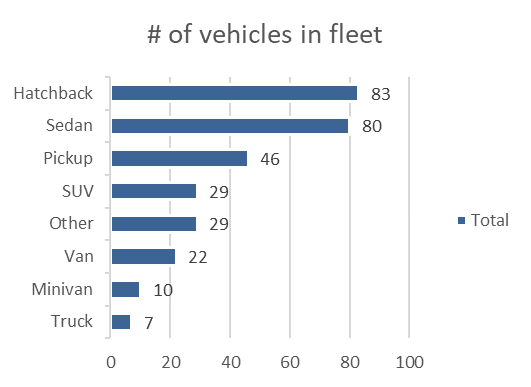 # of vehicles in fleet
Hatchback 83
Sedan 80
Pickup 46
SUV 29
Other 29
Total
Van 22
Minivan 10
Truck 7
0 20 40 60 80 100